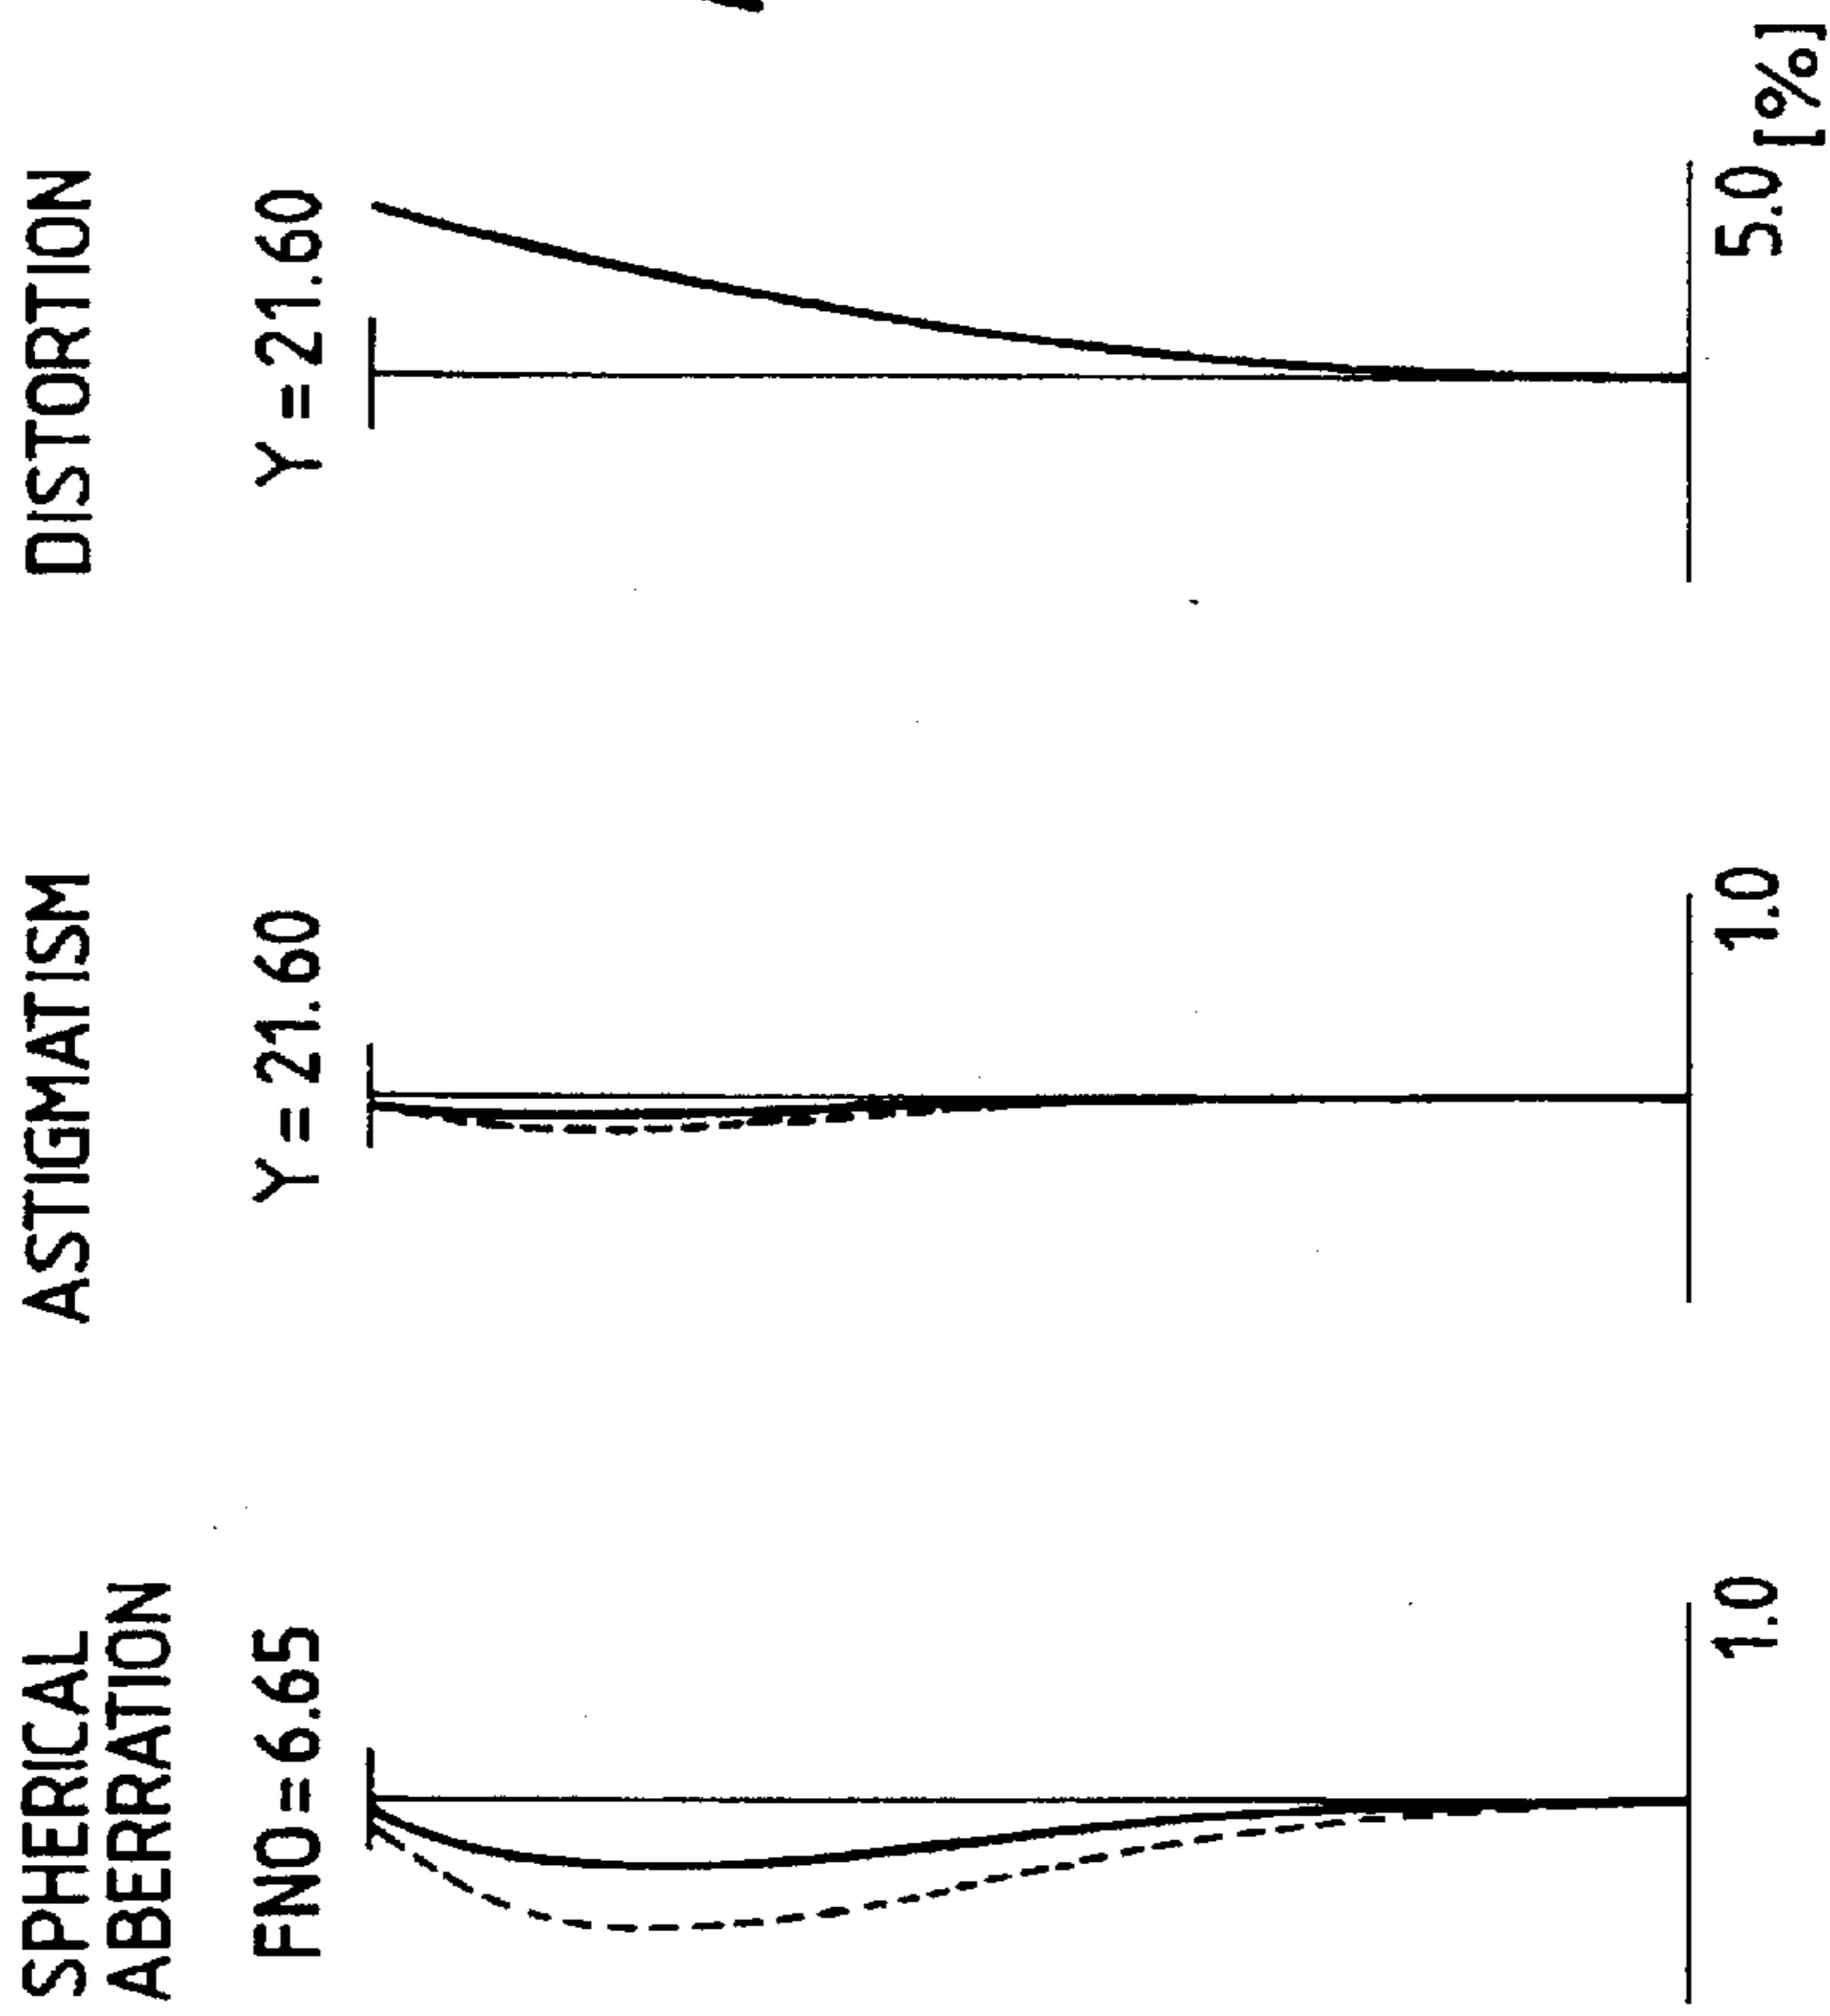 SPHERICAL
ABERRATION
FNO=6.65
1.0
ASTIGMATISM
Y=21.60
1.0
DISTORTION
Y=21.60
5.0
[%]